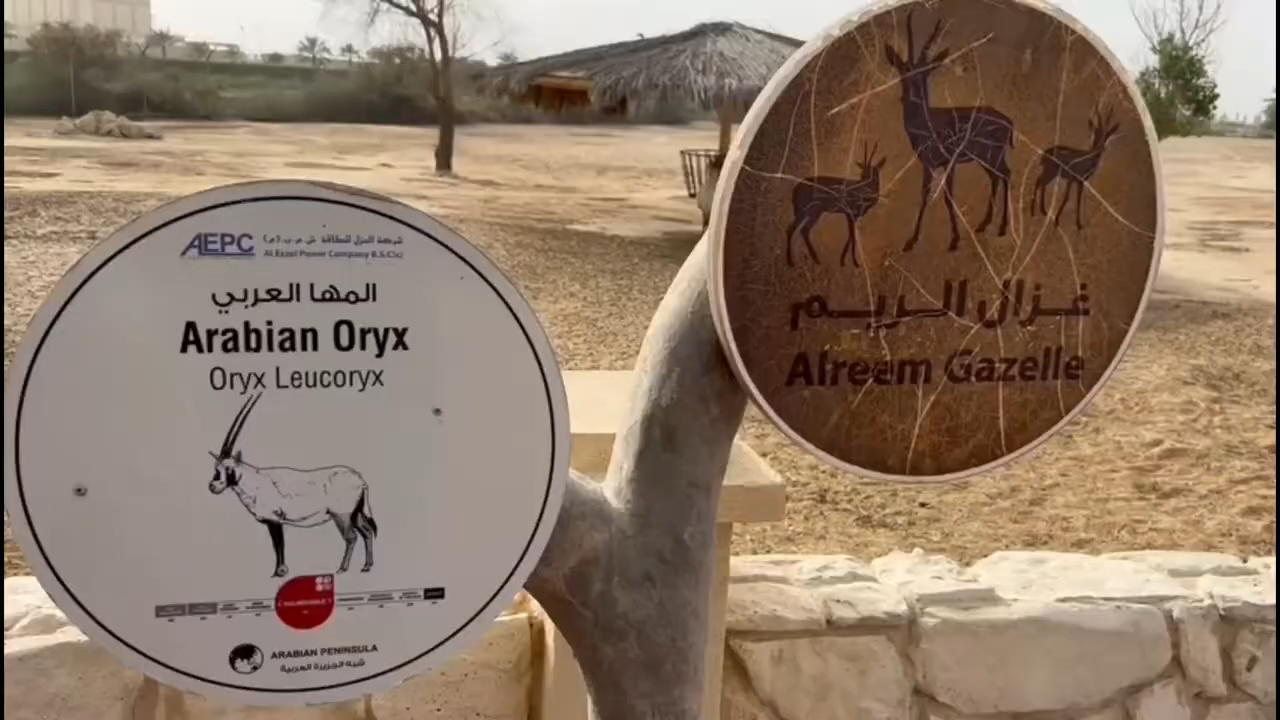 AEPC
شركة العزل للطاقة ش.م.ب.(م)
Al Ezzel Power Company B.S.C(c)
المها العربي
Arabian Oryx
Oryx Leucoryx
VULNERABLE
ARABIAN PENINSULA
شبه الجزيرة العربية
غزال الريم
Alreem Gazelle